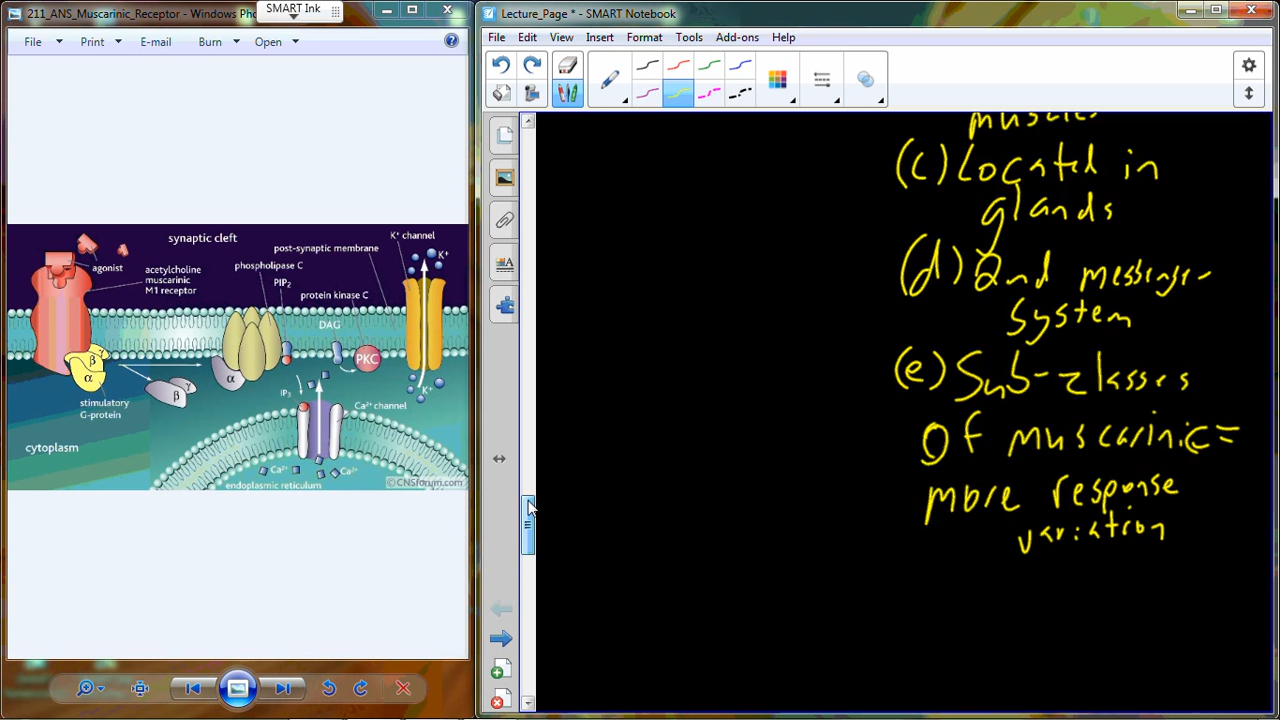 211_ANS_Muscarinic_Receptor - Windows Pho
SMART Ink
File Print E-mail Burn Open
synaptic cleft
K⁺ channel
post-synaptic membrane
K⁺
agonist
phospholipase C
acetylcholine
muscarinic
M1 receptor
PIP₂
protein kinase C
DAG
β γ
α
α
PKC
γ
β
K⁺
stimulatory
G-protein
IP₃
Ca²⁺ channel
cytoplasm
Ca²⁺ Ca²⁺
endoplasmic reticulum
©CNSforum.com
Lecture_Page * - SMART Notebook
File Edit View Insert Format Tools Add-ons Help
muscles
(c) Located in
glands
(d) 2nd messenger
system
(e) Sub-classes
Of muscarinic =
more response
variation